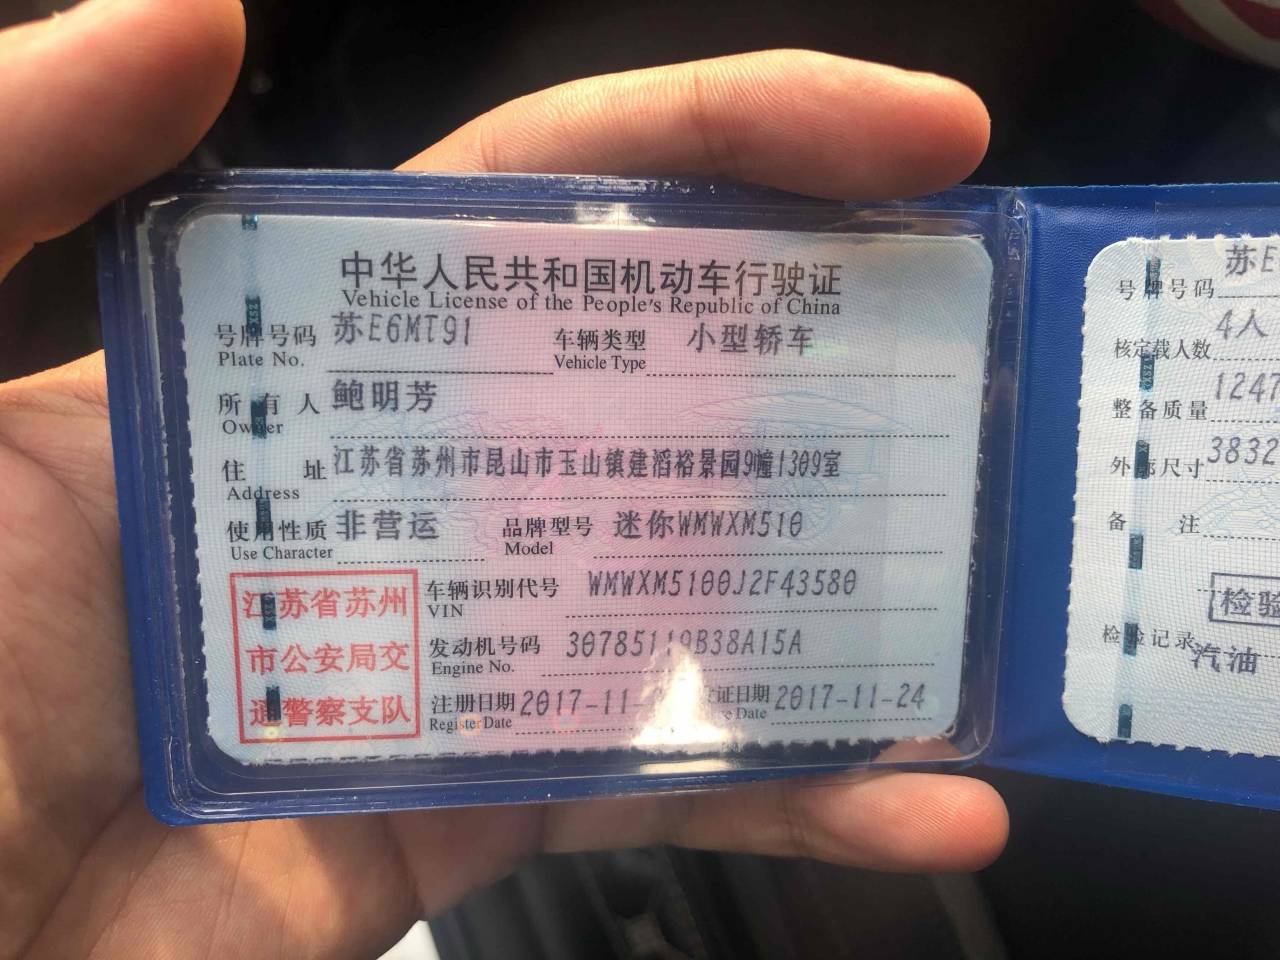 中华人民共和国机动车行驶证
Vehicle License of the People's Republic of China
号牌号码 苏E6MT91 车辆类型 小型轿车
Plate No. Vehicle Type
所有人 鲍明芳
Owner
住址 江苏省苏州市昆山市玉山镇建滔裕景园9幢1309室
Address
使用性质 非营运 品牌型号 迷你WMWXM510
Use Character Model
江苏省苏州
市公安局交
通警察支队
车辆识别代号 WMWXM5100J2F43580
VIN
发动机号码 30785119B38A15A
Engine No.
注册日期 2017-11- 发证日期 2017-11-24
Register Date Date
号牌号码 苏E
核定载人数 4人
整备质量 1247
外廓尺寸 3832
备注
检验
检验记录 汽油